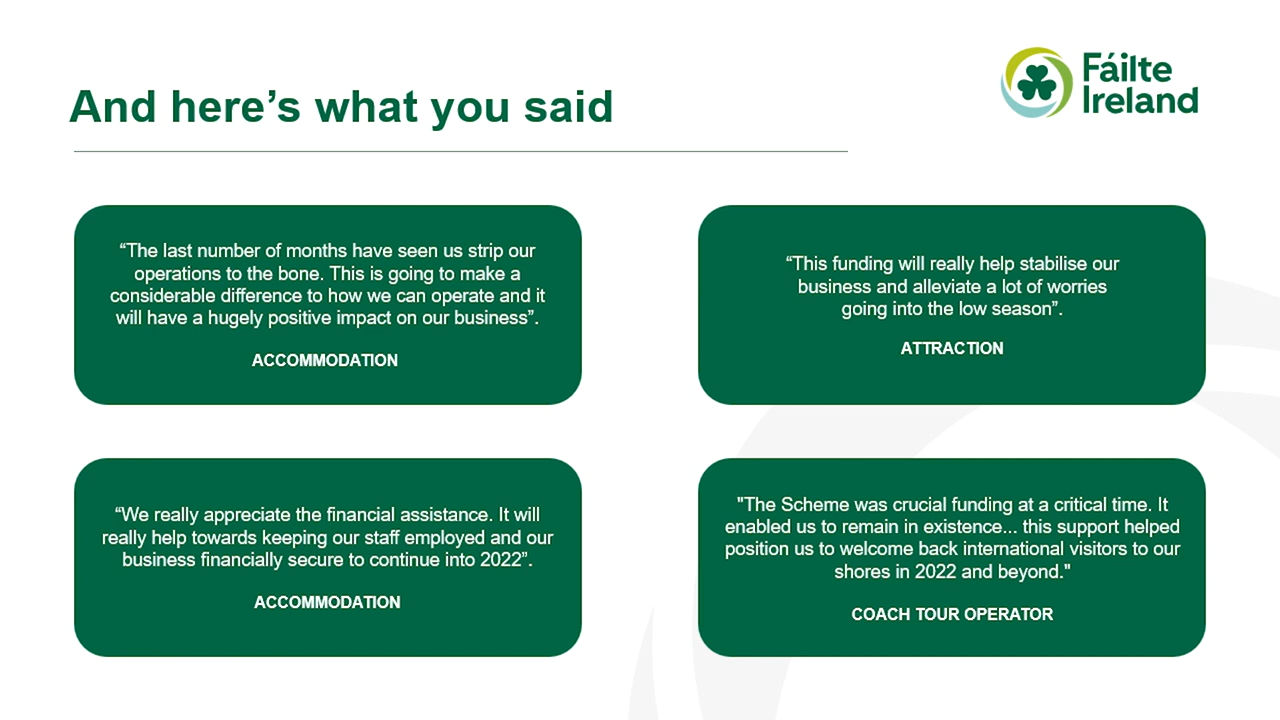 And here’s what you said
Fáilte
Ireland
“The last number of months have seen us strip our
operations to the bone. This is going to make a
considerable difference to how we can operate and it
will have a hugely positive impact on our business”.
ACCOMMODATION
“This funding will really help stabilise our
business and alleviate a lot of worries
going into the low season”.
ATTRACTION
“We really appreciate the financial assistance. It will
really help towards keeping our staff employed and our
business financially secure to continue into 2022”.
ACCOMMODATION
"The Scheme was crucial funding at a critical time. It
enabled us to remain in existence... this support helped
position us to welcome back international visitors to our
shores in 2022 and beyond."
COACH TOUR OPERATOR